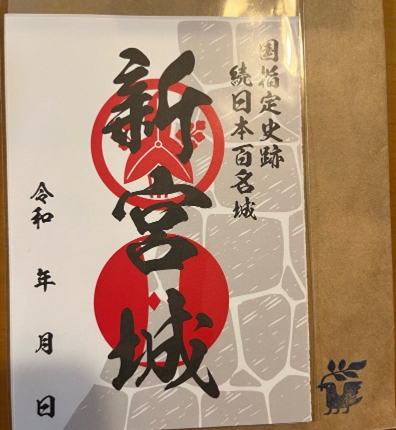 国指定史跡
続日本百名城
新宮城
令和 年 月 日